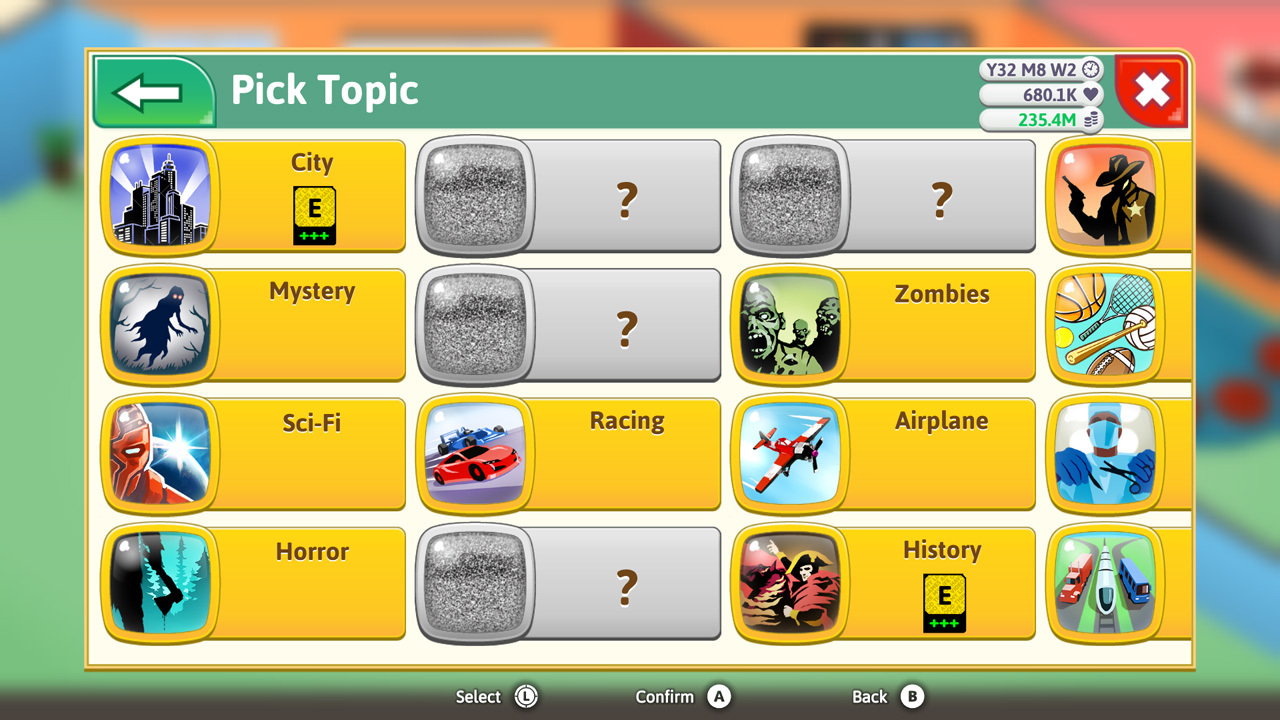 Pick Topic
Y32 M8 W2
680.1K
235.4M
City
E
+++
?
?
Mystery
?
Zombies
Sci-Fi
Racing
Airplane
Horror
?
History
E
+++
Select L
Confirm A
Back B